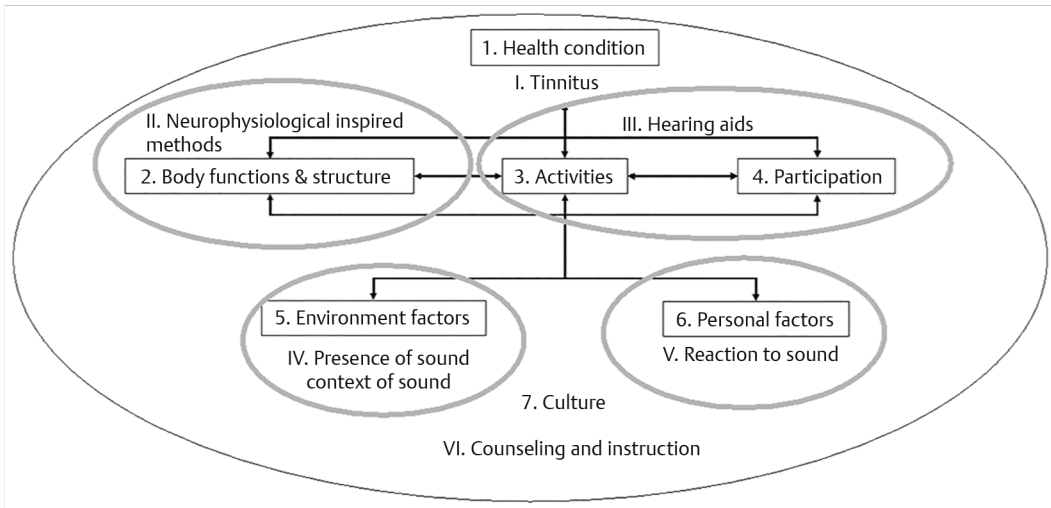 1. Health condition
I. Tinnitus
II. Neurophysiological inspired
methods
III. Hearing aids
2. Body functions & structure
3. Activities
4. Participation
5. Environment factors
6. Personal factors
IV. Presence of sound
context of sound
V. Reaction to sound
7. Culture
VI. Counseling and instruction